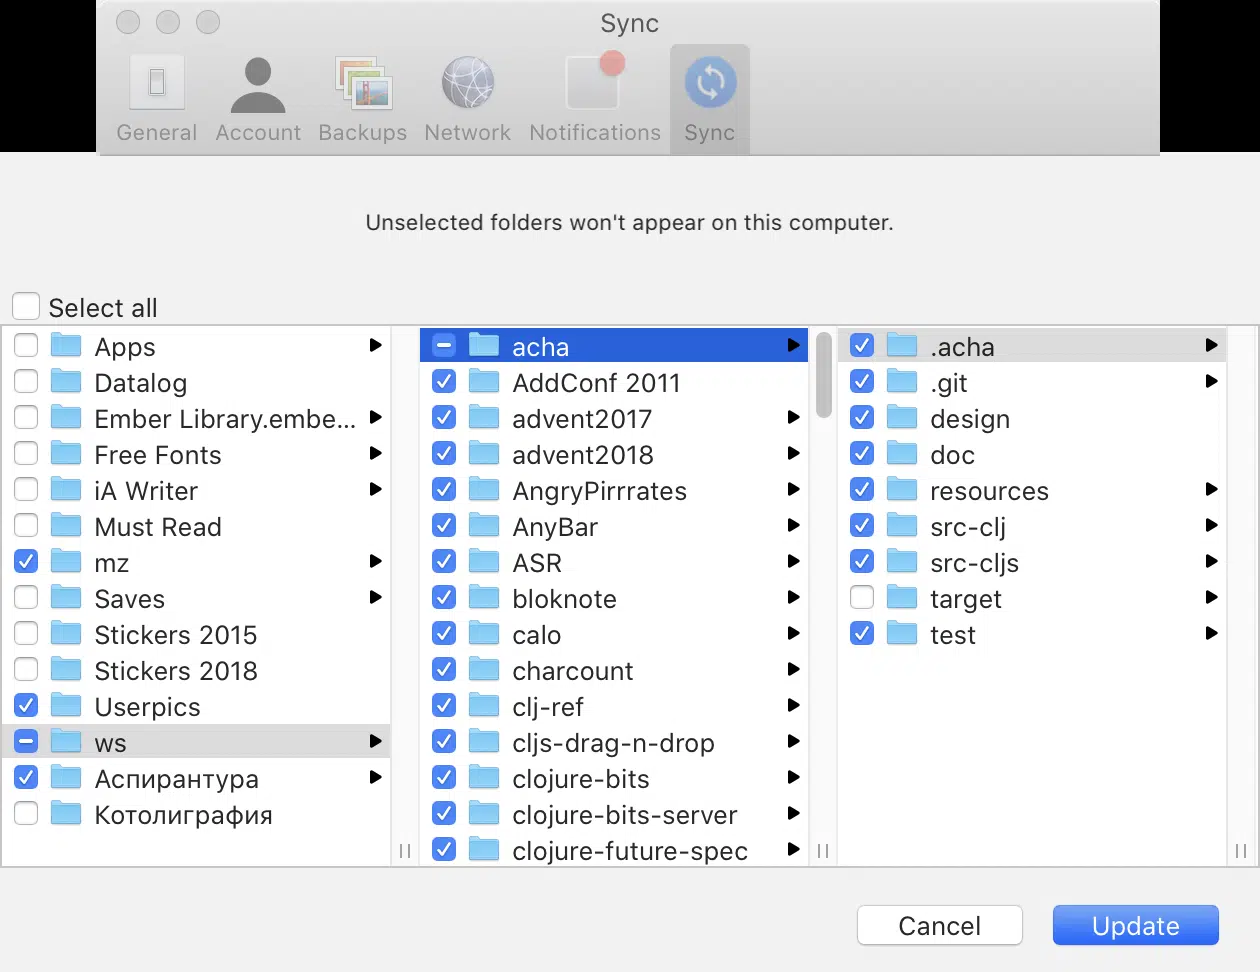 Sync
General Account Backups Network Notifications Sync
Unselected folders won't appear on this computer.
Select all
Apps
Datalog
Ember Library.embe...
Free Fonts
iA Writer
Must Read
mz
Saves
Stickers 2015
Stickers 2018
Userpics
ws
Аспирантура
Котолиграфия
acha
AddConf 2011
advent2017
advent2018
AngryPirrrates
AnyBar
ASR
bloknote
calo
charcount
clj-ref
cljs-drag-n-drop
clojure-bits
clojure-bits-server
clojure-future-spec
.acha
.git
design
doc
resources
src-clj
src-cljs
target
test
Cancel Update